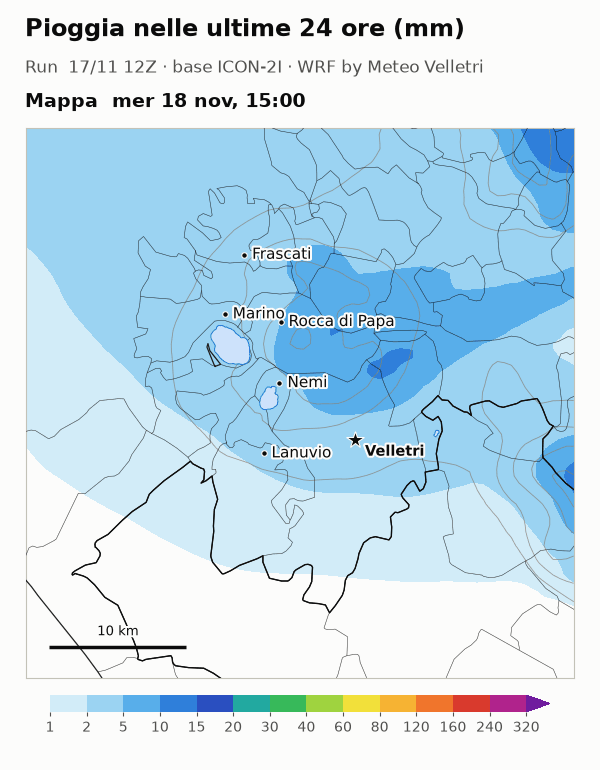 Pioggia nelle ultime 24 ore (mm)
Run  17/11 12Z · base ICON-2I · WRF by Meteo Velletri
Mappa  mer 18 nov, 15:00
Frascati
Marino
Rocca di Papa
Nemi
Velletri
Lanuvio
10 km
1 2 5 10 15 20 30 40 60 80 120 160 240 320